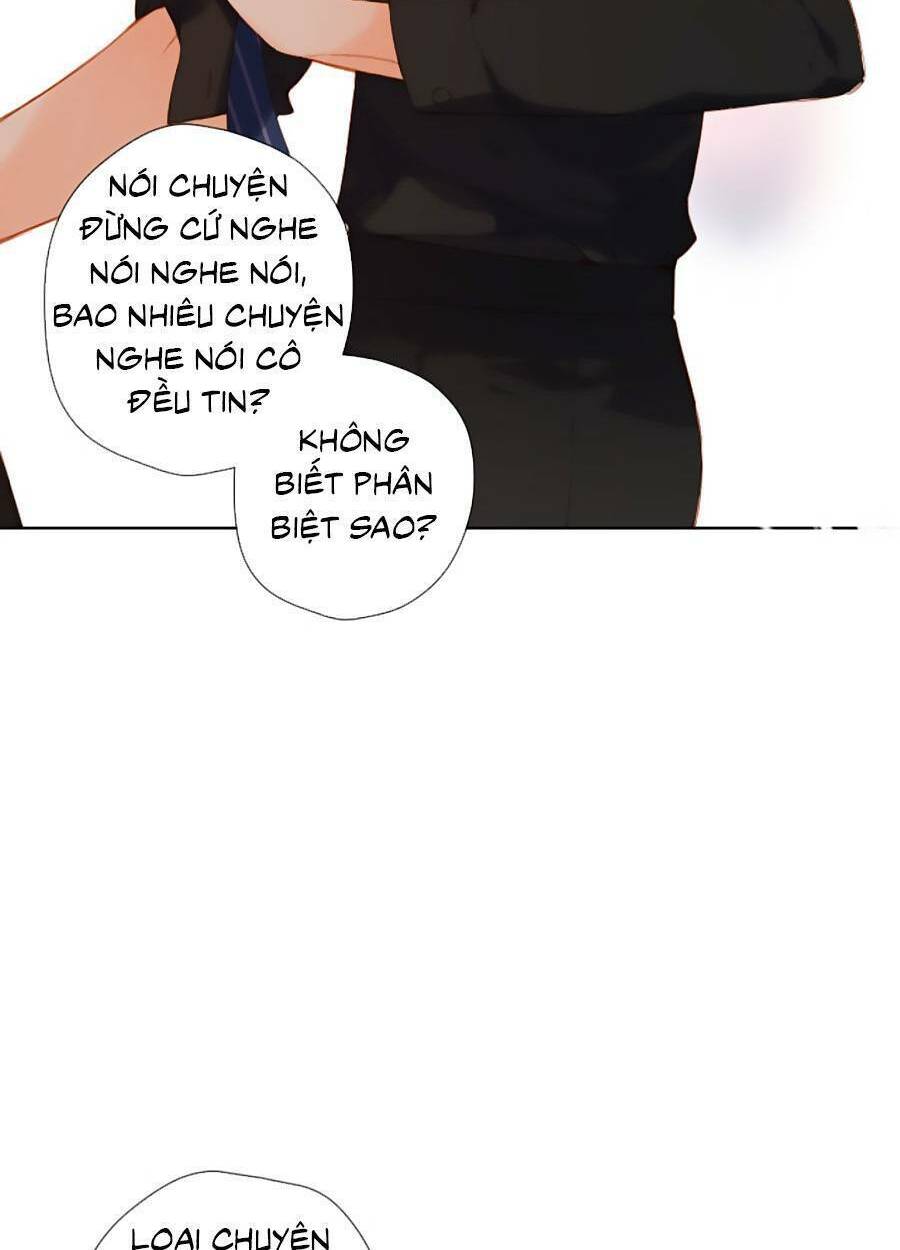 NÓI CHUYỆN
ĐỪNG CỨ NGHE
NÓI NGHE NÓI,
BAO NHIÊU CHUYỆN
NGHE NÓI CÔ
ĐỀU TIN?
KHÔNG
BIẾT PHÂN
BIỆT SAO?
LOẠI CHUYỆN